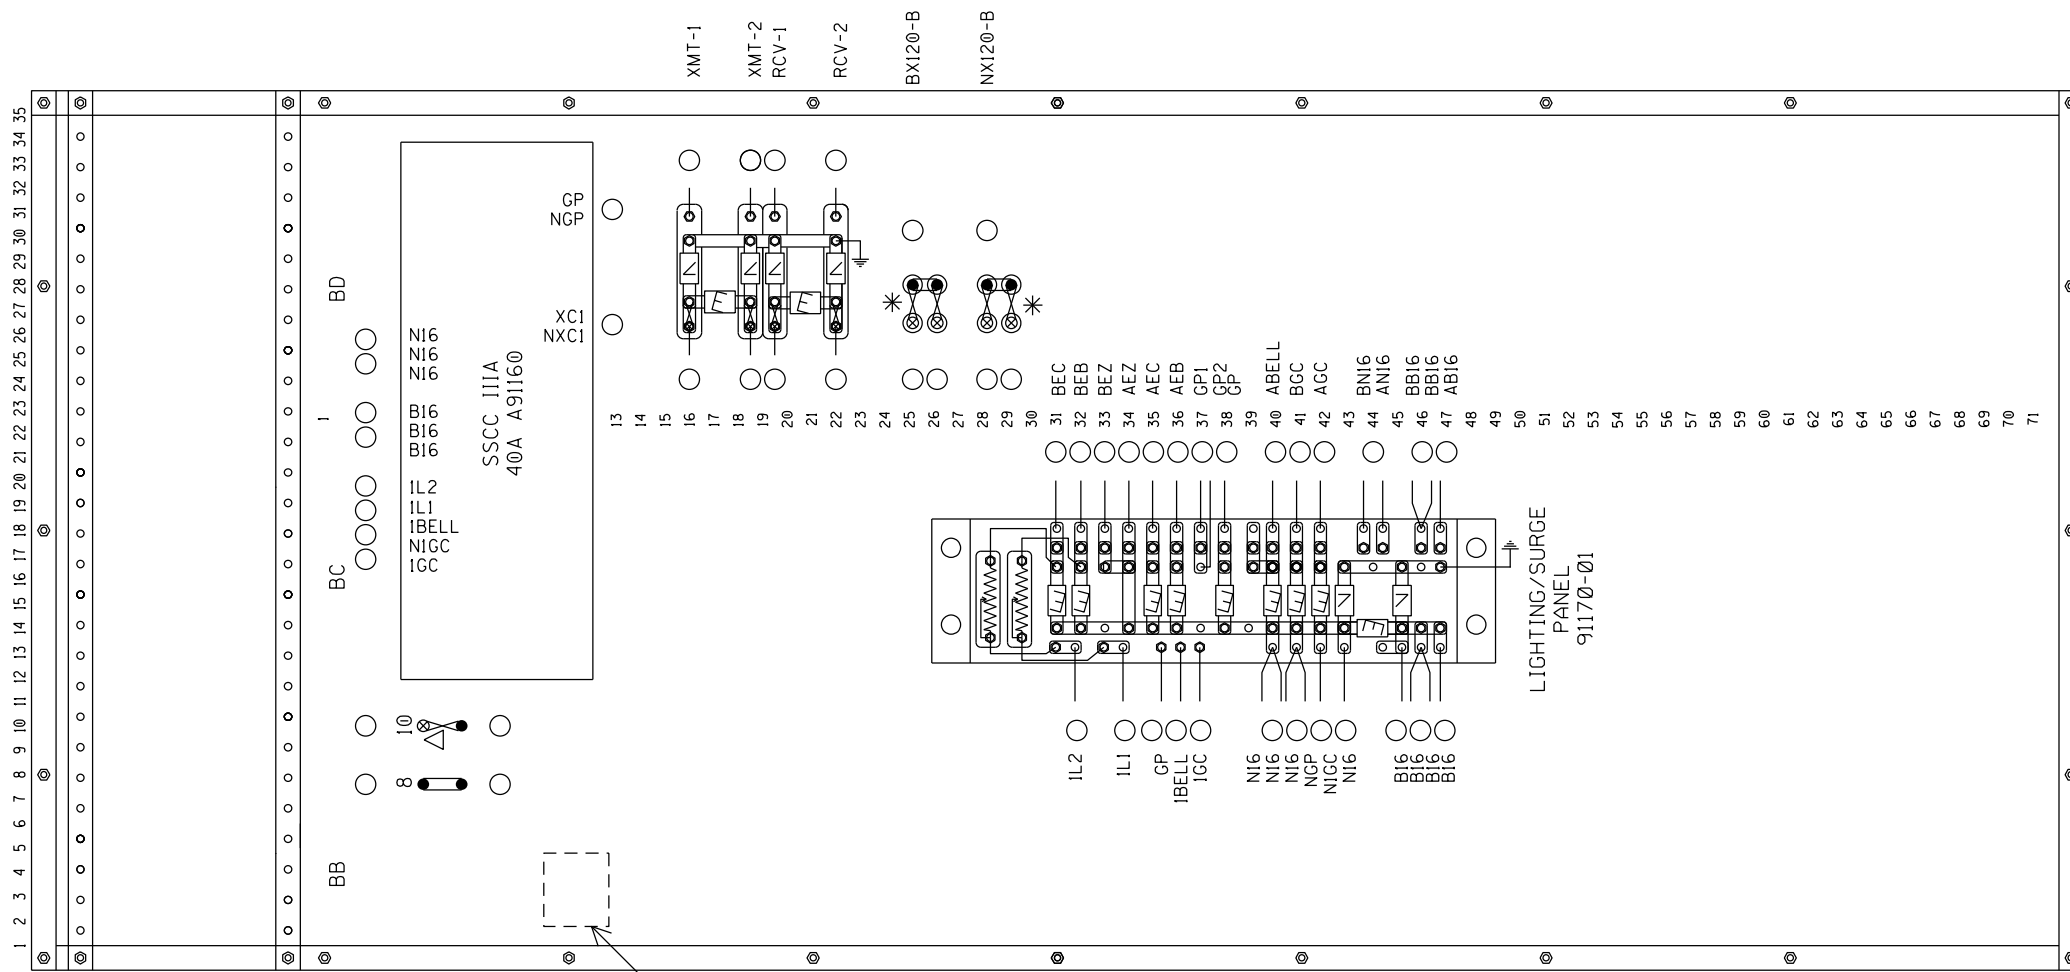 XMT-1
XMT-2
RCV-1
RCV-2
BX120-B
NX120-B
35
34
33
32
31
30
29
28
27
26
25
24
23
22
21
20
19
18
17
16
15
14
13
12
11
10
9
8
7
6
5
4
3
2
1
BD
BC
BB
GP
NGP
XC1
NXC1
N16
N16
N16
B16
B16
B16
1L2
1L1
1BELL
N1GC
1GC
SSCC IIIA
40A A91160
10
8
*
*
BEC
BEB
BEZ
AEZ
AEC
AEB
GP1
GP2
GP
ABELL
BGC
AGC
BN16
AN16
BB16
BB16
AB16
1
13
14
15
16
17
18
19
20
21
22
23
24
25
26
27
28
29
30
31
32
33
34
35
36
37
38
39
40
41
42
43
44
45
46
47
48
49
50
51
52
53
54
55
56
57
58
59
60
61
62
63
64
65
66
67
68
69
70
71
LIGHTING/SURGE
PANEL
91170-01
1L2
1L1
GP
1BELL
1GC
N16
N16
N16
NGP
N1GC
N16
B16
B16
B16
B16